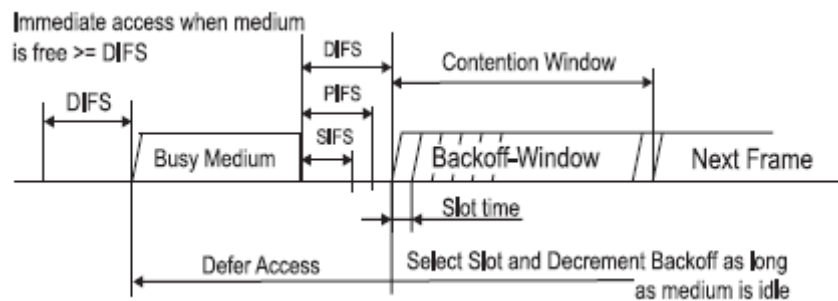 Immediate access when medium
is free >= DIFS
DIFS
DIFS
PIFS
SIFS
Contention Window
Busy Medium
Backoff-Window
Next Frame
Slot time
Defer Access
Select Slot and Decrement Backoff as long
as medium is idle